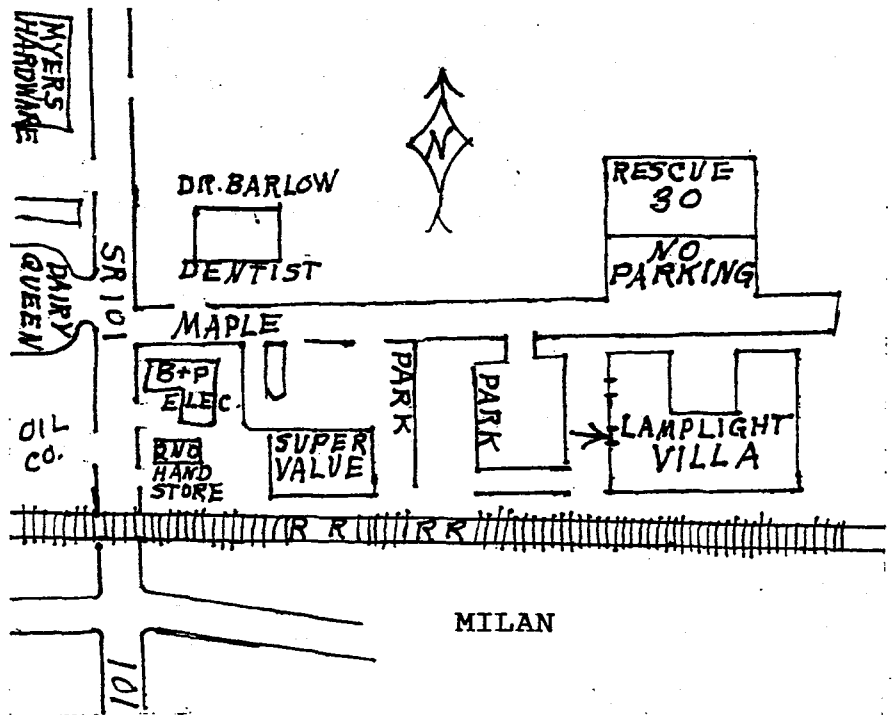 MYERS
HARDWARE
N
DR. BARLOW
DENTIST
RESCUE
30
NO
PARKING
SR 101
DAIRY
QUEEN
MAPLE
B+P
ELEC.
PARK
PARK
OIL
CO.
2ND
HAND
STORE
SUPER
VALUE
LAMPLIGHT
VILLA
R R
RR
MILAN
101